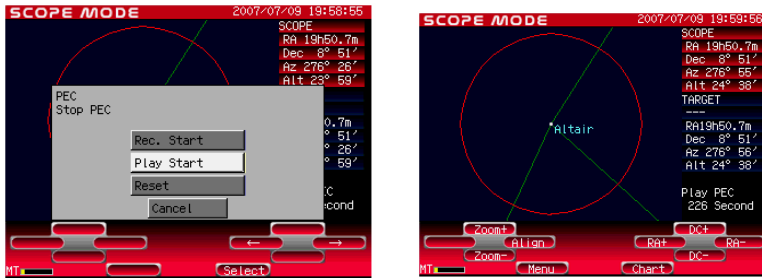 SCOPE MODE 2007/07/09 19:58:55
SCOPE
RA 19h50.7m
Dec 8° 51′
Az 276° 26′
Alt 23° 59′
PEC
Stop PEC
0.7m
° 51′
° 26′
° 59′
Rec. Start
Play Start
Reset
Cancel
EC
cond
← →
MT
Select
SCOPE MODE 2007/07/09 19:59:56
SCOPE
RA 19h50.7m
Dec 8° 51′
Az 276° 55′
Alt 24° 38′
TARGET
---
RA19h50.7m
Dec 8° 51′
Az 276° 56′
Alt 24° 38′
Altair
Play PEC
226 Second
Zoom+ DC+
Align RA+ RA-
Zoom- DC-
MT Menu Chart